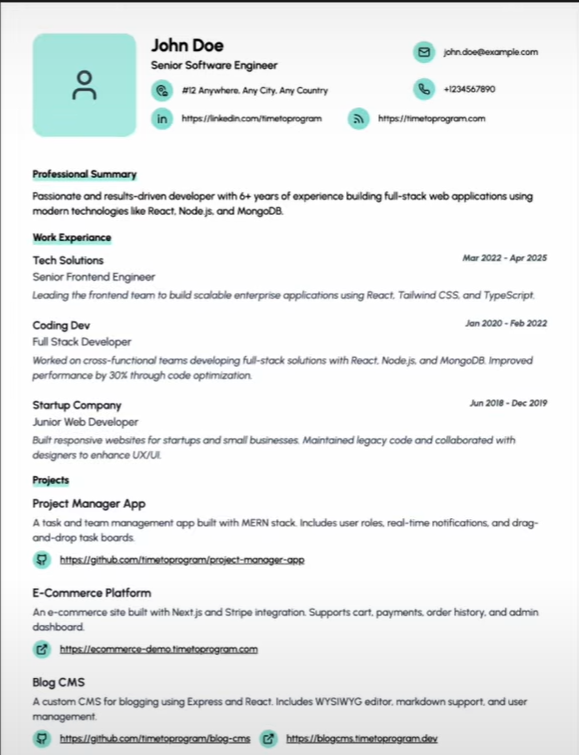 John Doe
Senior Software Engineer
john.doe@example.com
#12 Anywhere, Any City, Any Country
+1234567890
in
https://linkedin.com/timetoprogram
https://timetoprogram.com
Professional Summary
Passionate and results-driven developer with 6+ years of experience building full-stack web applications using
modern technologies like React, Node.js, and MongoDB.
Work Experiance
Tech Solutions
Mar 2022 - Apr 2025
Senior Frontend Engineer
Leading the frontend team to build scalable enterprise applications using React, Tailwind CSS, and TypeScript.
Coding Dev
Jan 2020 - Feb 2022
Full Stack Developer
Worked on cross-functional teams developing full-stack solutions with React, Node.js, and MongoDB. Improved
performance by 30% through code optimization.
Startup Company
Jun 2018 - Dec 2019
Junior Web Developer
Built responsive websites for startups and small businesses. Maintained legacy code and collaborated with
designers to enhance UX/UI.
Projects
Project Manager App
A task and team management app built with MERN stack. Includes user roles, real-time notifications, and drag-
and-drop task boards.
https://github.com/timetoprogram/project-manager-app
E-Commerce Platform
An e-commerce site built with Next.js and Stripe integration. Supports cart, payments, order history, and admin
dashboard.
https://ecommerce-demo.timetoprogram.com
Blog CMS
A custom CMS for blogging using Express and React. Includes WYSIWYG editor, markdown support, and user
management.
https://github.com/timetoprogram/blog-cms
https://blogcms.timetoprogram.dev